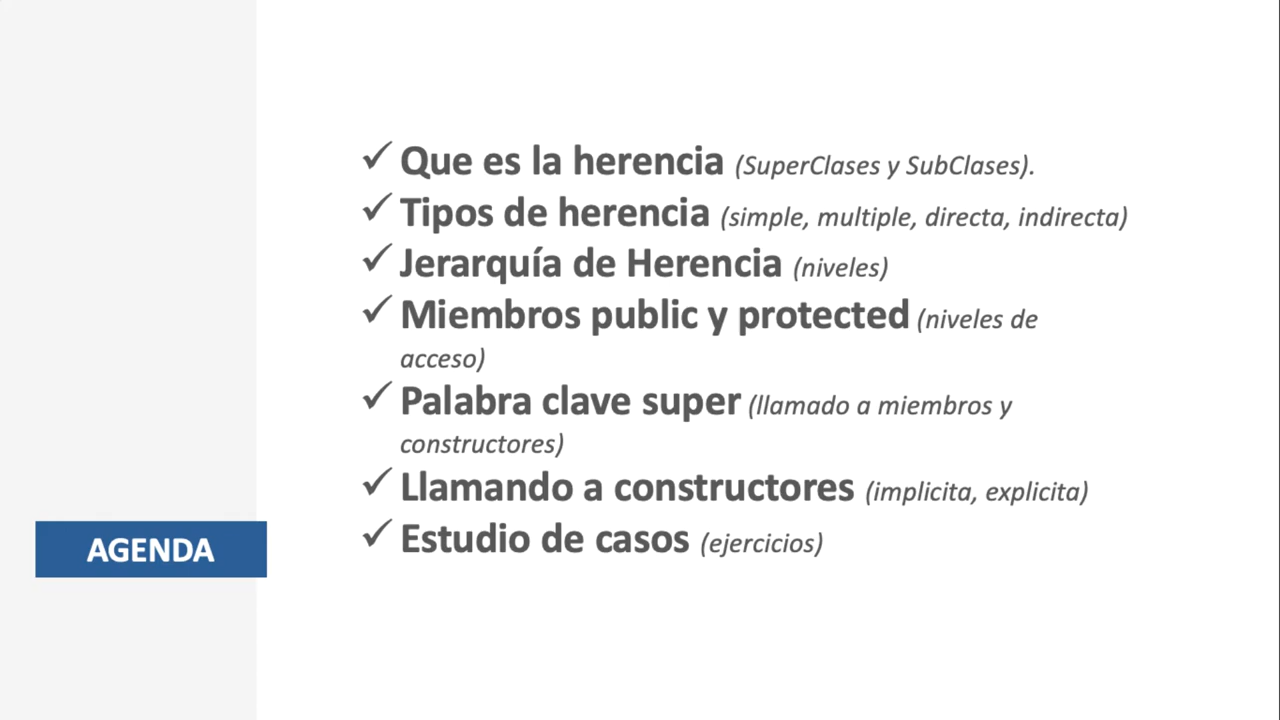 Que es la herencia (SuperClases y SubClases).
Tipos de herencia (simple, multiple, directa, indirecta)
Jerarquía de Herencia (niveles)
Miembros public y protected (niveles de
acceso)
Palabra clave super (llamado a miembros y
constructores)
Llamando a constructores (implicita, explicita)
Estudio de casos (ejercicios)
AGENDA